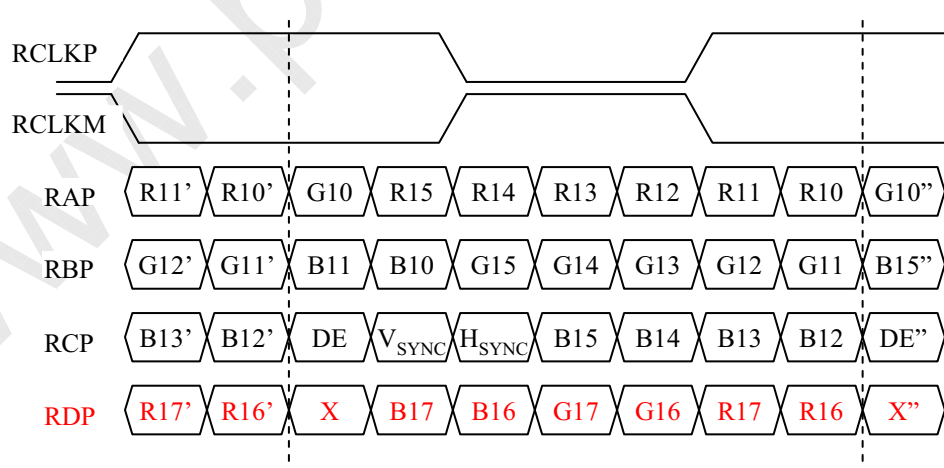 RCLKP
RCLKM
RAP R11’ R10’ G10 R15 R14 R13 R12 R11 R10 G10”
RBP G12’ G11’ B11 B10 G15 G14 G13 G12 G11 B15”
RCP B13’ B12’ DE VSYNC HSYNC B15 B14 B13 B12 DE”
RDP R17’ R16’ X B17 B16 G17 G16 R17 R16 X”